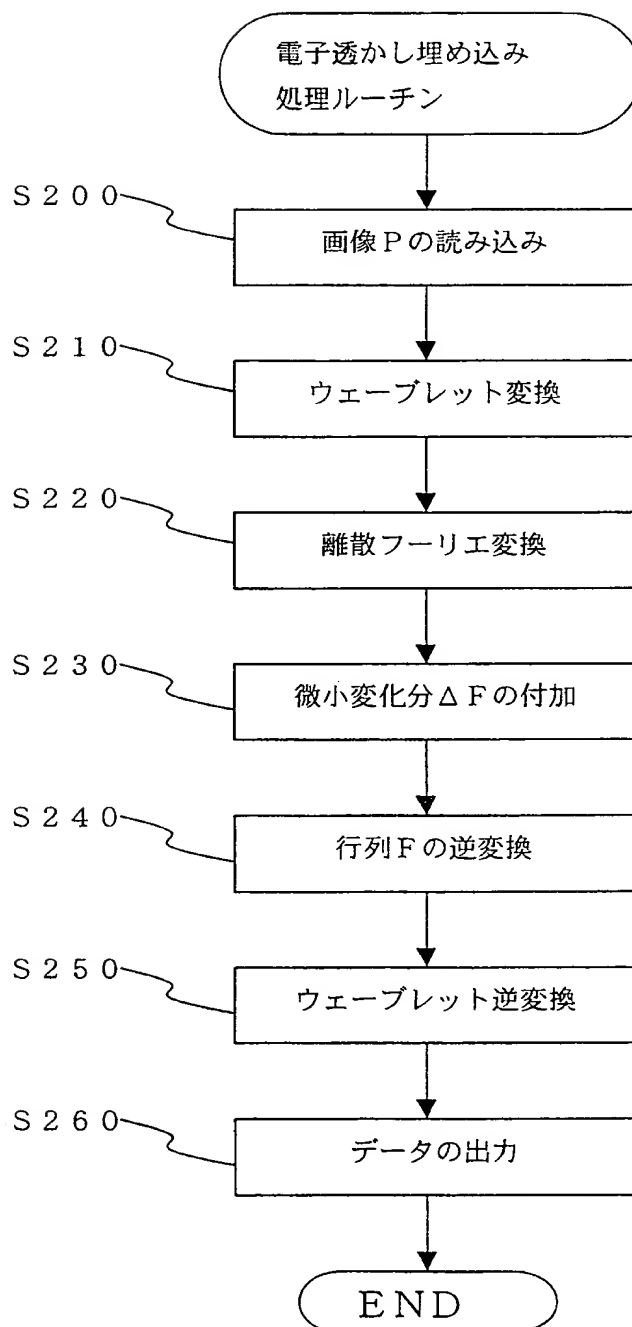 電子透かし埋め込み
処理ルーチン
Ｓ２００
画像Ｐの読み込み
Ｓ２１０
ウェーブレット変換
Ｓ２２０
離散フーリエ変換
Ｓ２３０
微小変化分ΔＦの付加
Ｓ２４０
行列Ｆの逆変換
Ｓ２５０
ウェーブレット逆変換
Ｓ２６０
データの出力
ＥＮＤ